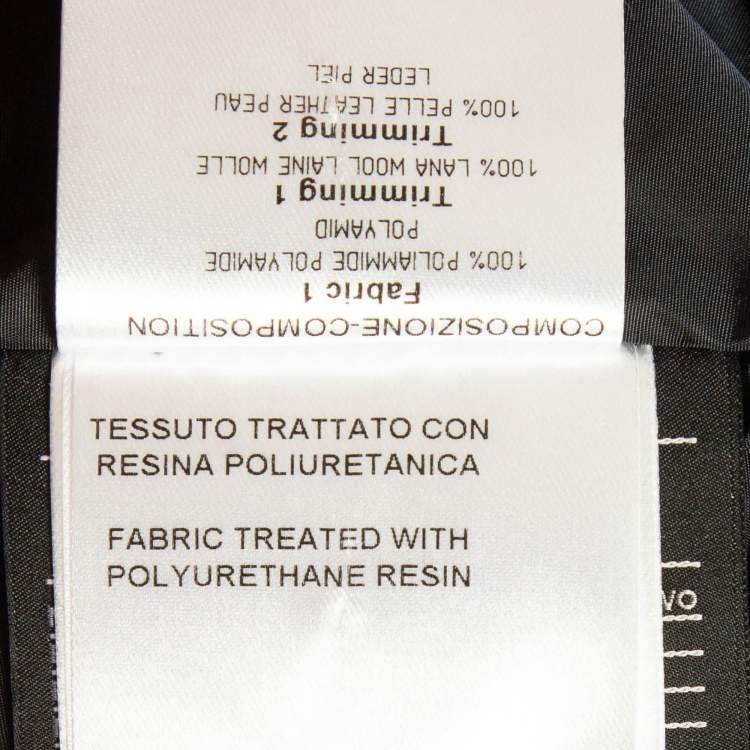 COMPOSIZIONE-COMPOSITION
Fabric 1
100% POLIAMMIDE POLYAMIDE
POLYAMID
Trimming 1
100% LANA WOOL LAINE WOLLE
Trimming 2
100% PELLE LEATHER PEAU
LEDER PIEL
TESSUTO TRATTATO CON
RESINA POLIURETANICA
FABRIC TREATED WITH
POLYURETHANE RESIN